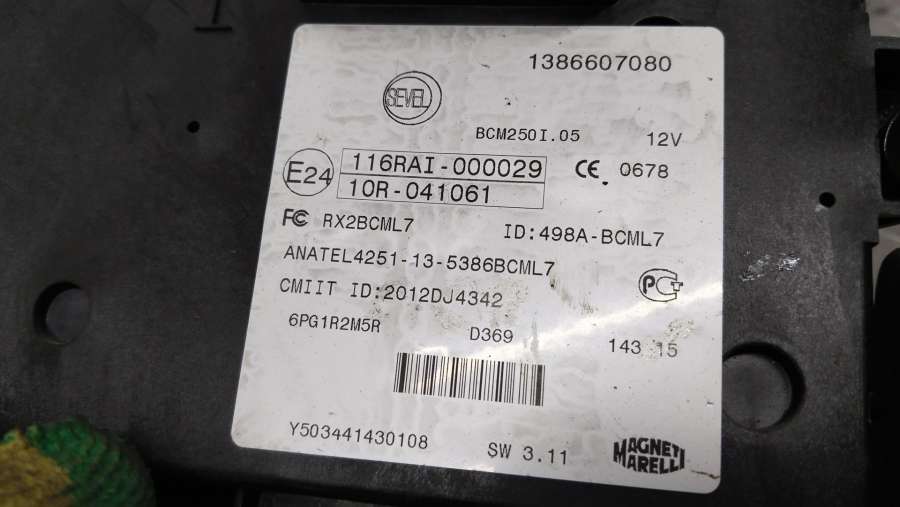 1386607080
SEVEL
BCM250I.05 12V
E24 116RAI-000029 CE 0678
10R-041061
FC RX2BCML7 ID:498A-BCML7
ANATEL4251-13-5386BCML7
CMIIT ID:2012DJ4342
6PG1R2M5R D369 143 15
Y503441430108 SW 3.11
MAGNETI MARELLI